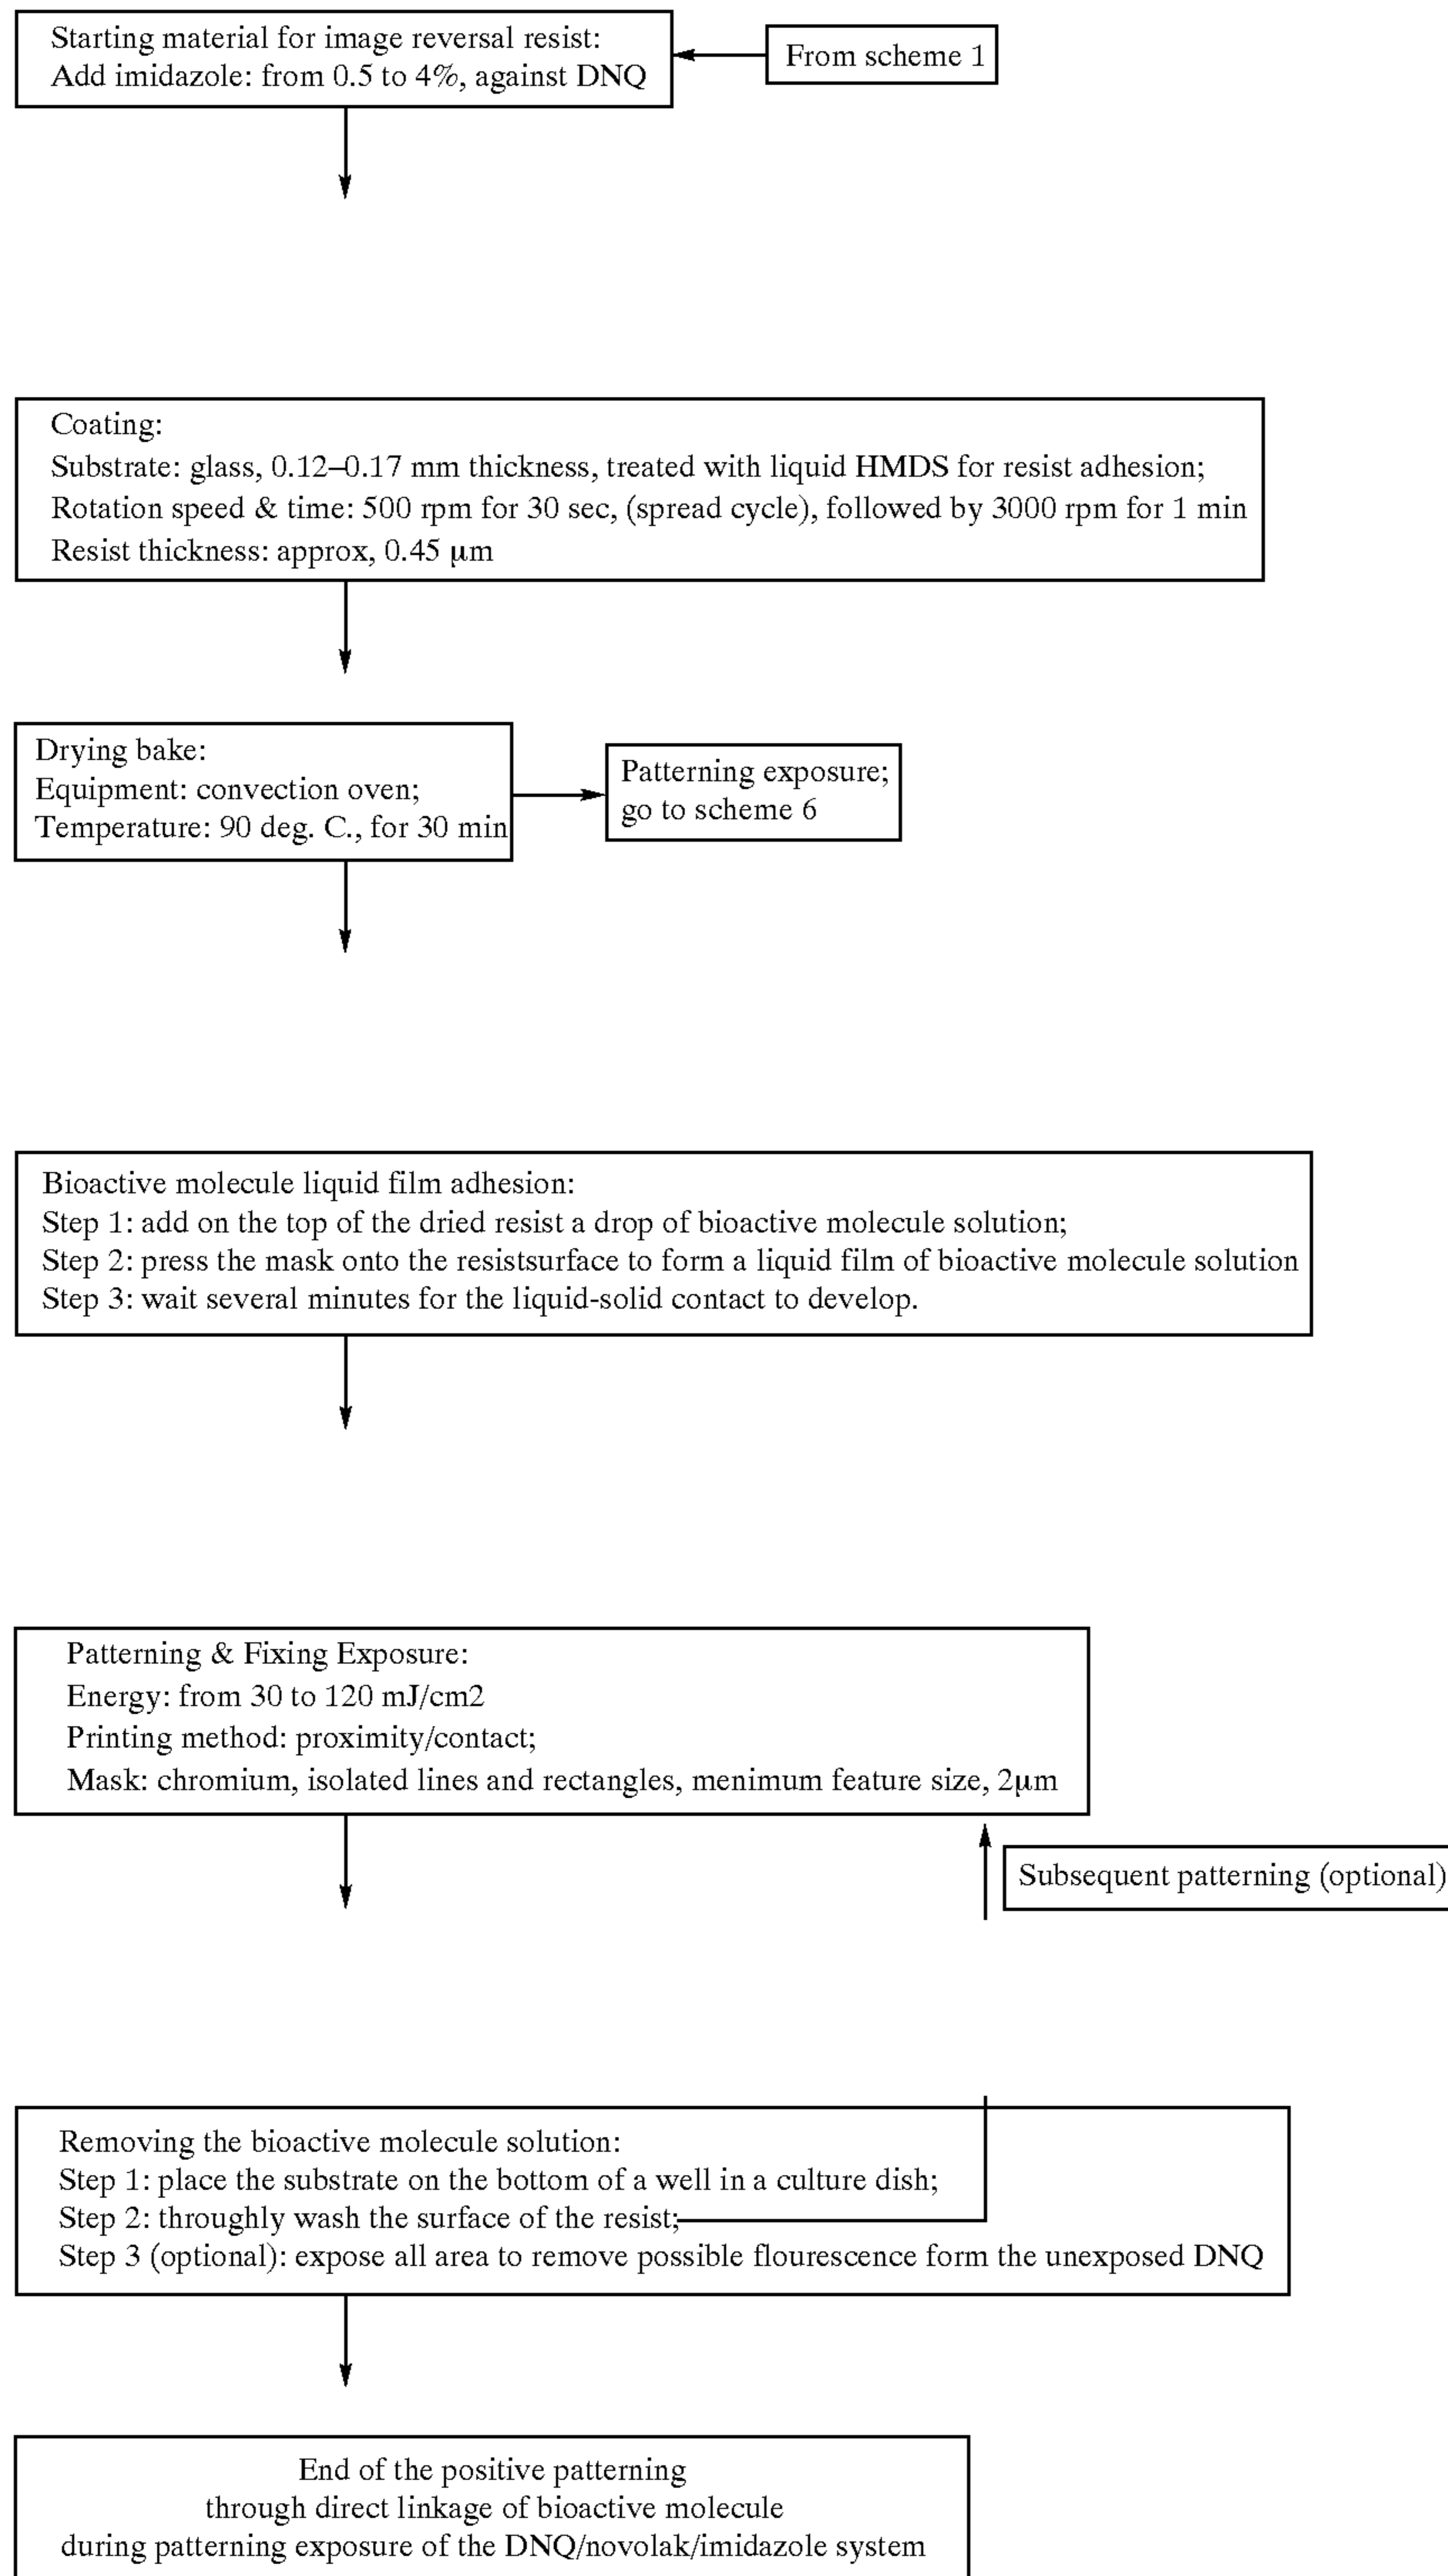 Starting material for image reversal resist:
Add imidazole: from 0.5 to 4%, against DNQ
From scheme 1
Coating:
Substrate: glass, 0.12–0.17 mm thickness, treated with liquid HMDS for resist adhesion;
Rotation speed & time: 500 rpm for 30 sec, (spread cycle), followed by 3000 rpm for 1 min
Resist thickness: approx, 0.45 μm
Drying bake:
Equipment: convection oven;
Temperature: 90 deg. C., for 30 min
Patterning exposure;
go to scheme 6
Bioactive molecule liquid film adhesion:
Step 1: add on the top of the dried resist a drop of bioactive molecule solution;
Step 2: press the mask onto the resistsurface to form a liquid film of bioactive molecule solution
Step 3: wait several minutes for the liquid-solid contact to develop.
Patterning & Fixing Exposure:
Energy: from 30 to 120 mJ/cm2
Printing method: proximity/contact;
Mask: chromium, isolated lines and rectangles, menimum feature size, 2μm
Subsequent patterning (optional)
Removing the bioactive molecule solution:
Step 1: place the substrate on the bottom of a well in a culture dish;
Step 2: throughly wash the surface of the resist;
Step 3 (optional): expose all area to remove possible flourescence form the unexposed DNQ
End of the positive patterning
through direct linkage of bioactive molecule
during patterning exposure of the DNQ/novolak/imidazole system